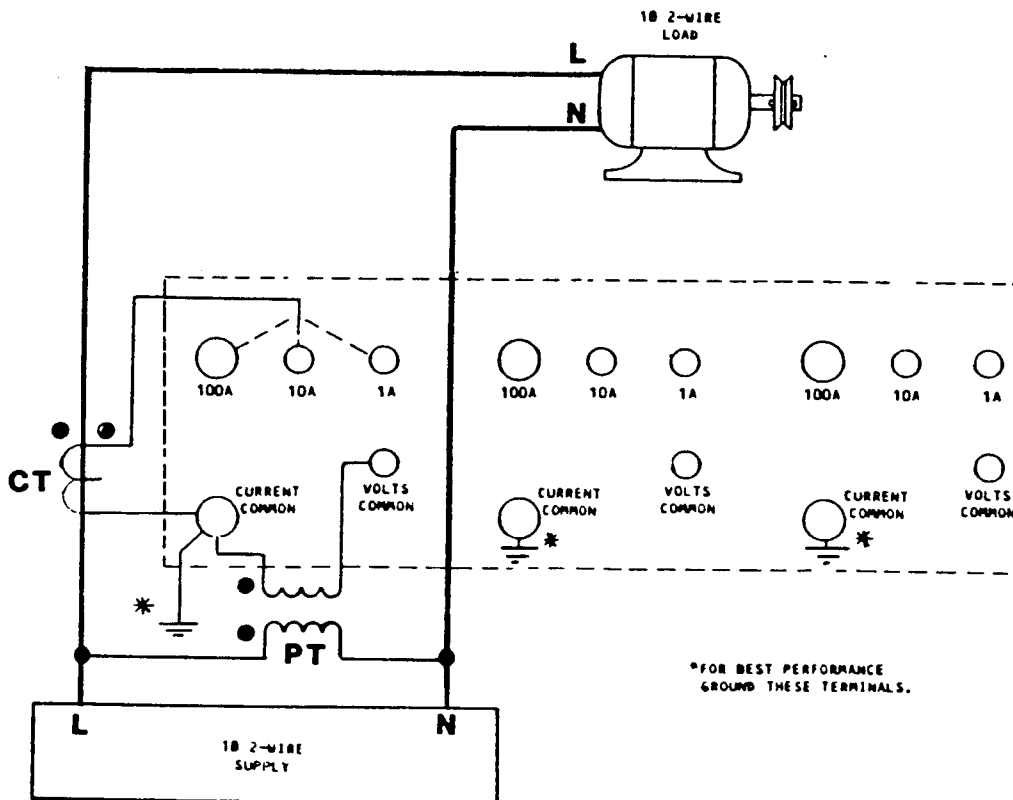 1Ø 2-WIRE
LOAD
L
N
100A
10A
1A
100A
10A
1A
100A
10A
1A
CT
CURRENT
COMMON
VOLTS
COMMON
CURRENT
COMMON
*
VOLTS
COMMON
CURRENT
COMMON
*
VOLTS
COMMON
*
PT
*FOR BEST PERFORMANCE
GROUND THESE TERMINALS.
L
N
1Ø 2-WIRE
SUPPLY